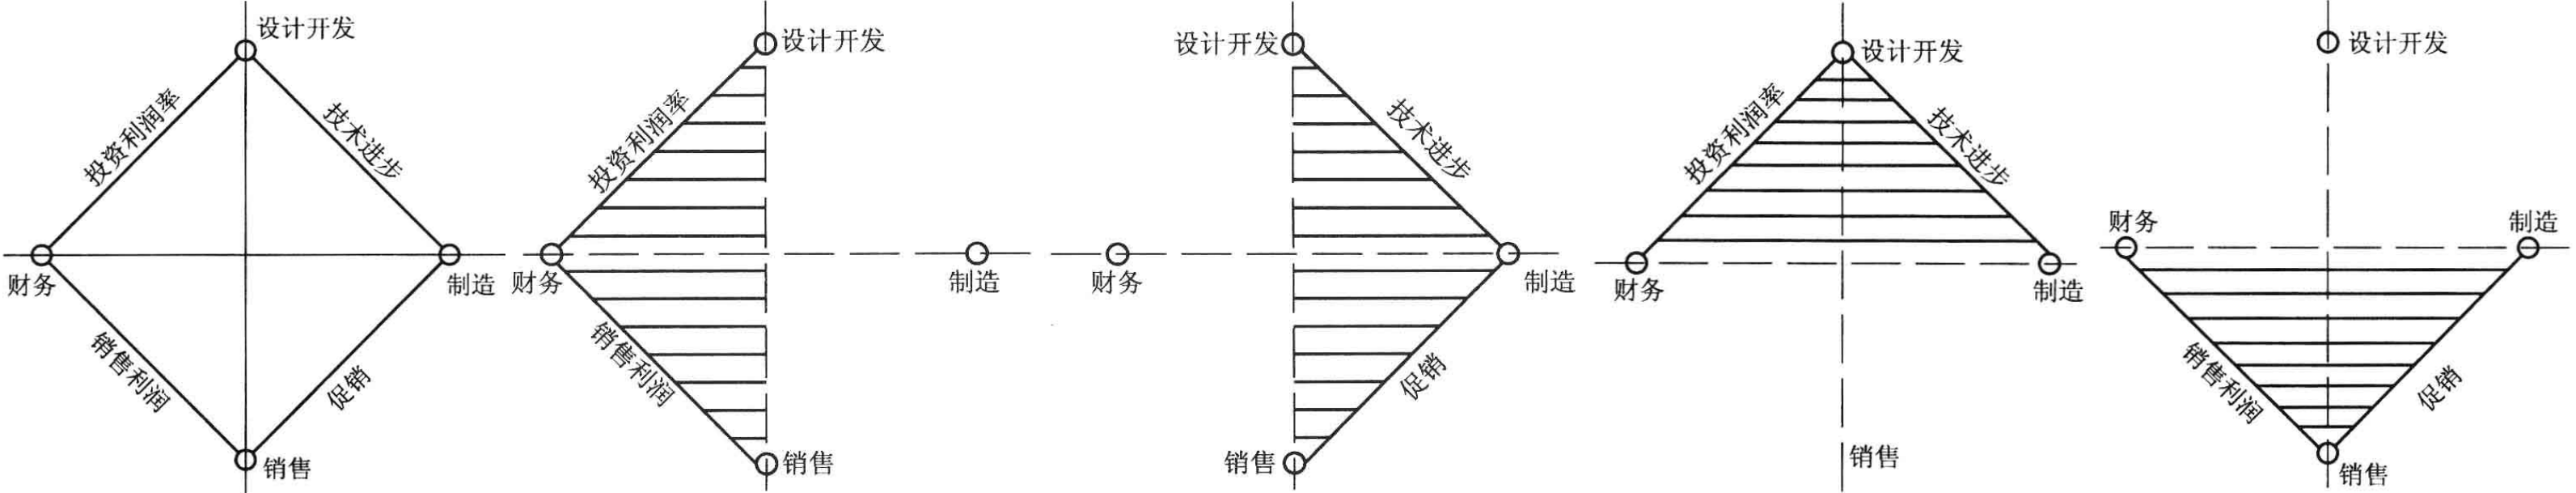 设计开发
投资利润率
技术进步
财务
制造
销售利润
促销
销售
设计开发
投资利润率
财务
制造
销售利润
销售
设计开发
技术进步
财务
制造
促销
销售
设计开发
投资利润率
技术进步
财务
制造
销售
设计开发
财务
制造
销售利润
促销
销售